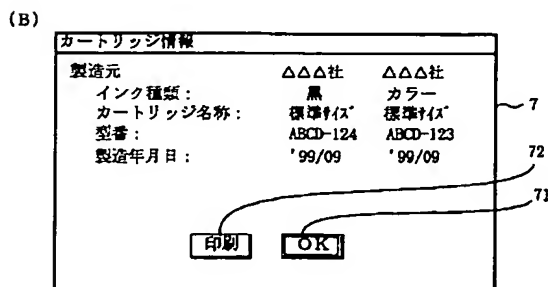 (B)
カートリッジ情報
製造元 △△△社 △△△社
インク種類: 黒 カラー
カートリッジ名称: 標準サイズ 標準サイズ
型番: ABCD-124 ABCD-123
製造年月日: '99/09 '99/09
7
72
71
印刷 OK